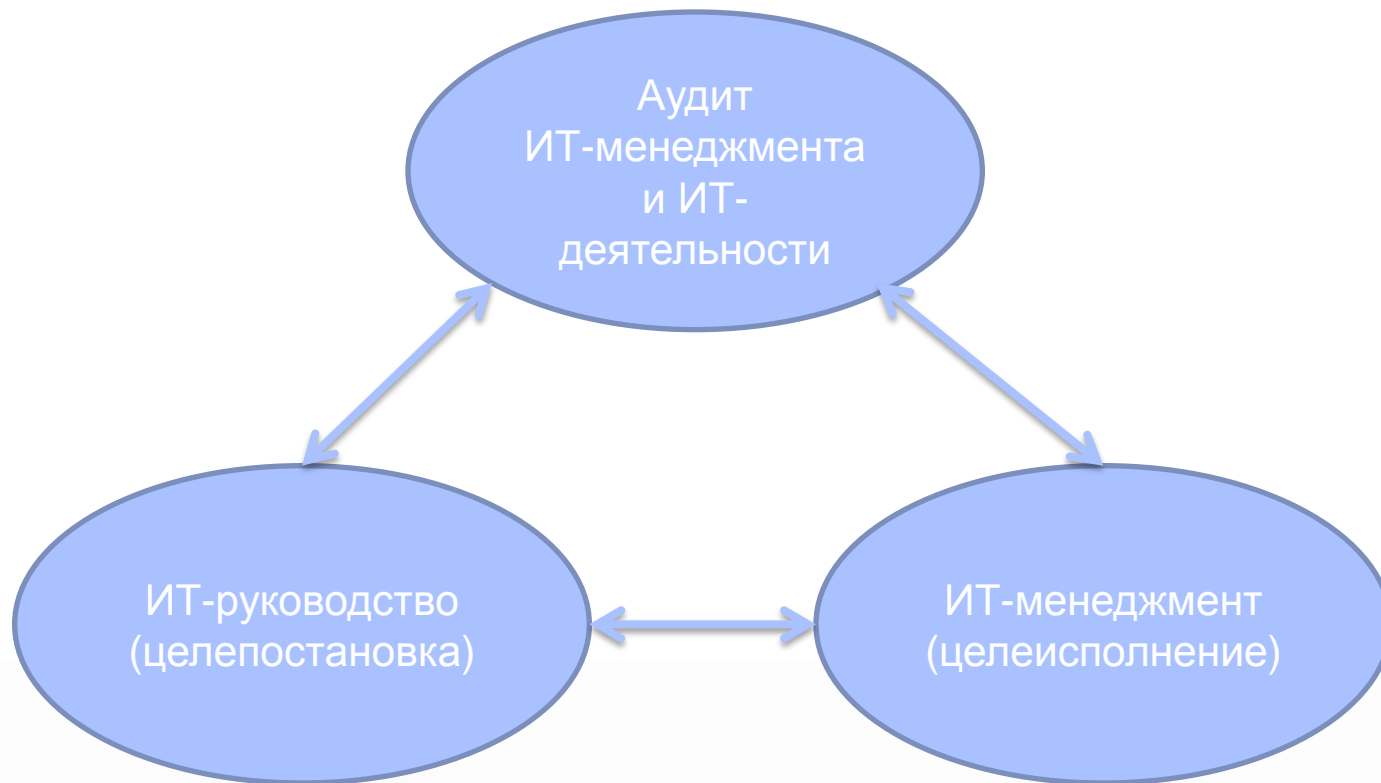 Аудит
ИТ-менеджмента
и ИТ-
деятельности
ИТ-руководство
(целепостановка)
ИТ-менеджмент
(целеисполнение)